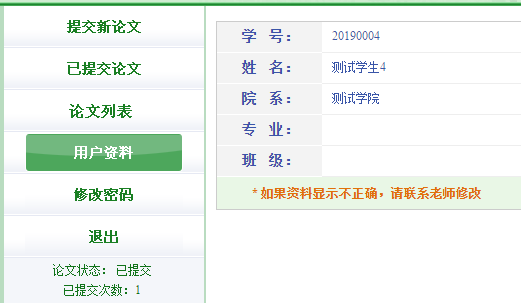 提交新论文
已提交论文
论文列表
用户资料
修改密码
退出
论文状态： 已提交
已提交次数：1
学 号： 20190004
姓 名： 测试学生4
院 系： 测试学院
专 业：
班 级：
* 如果资料显示不正确，请联系老师修改